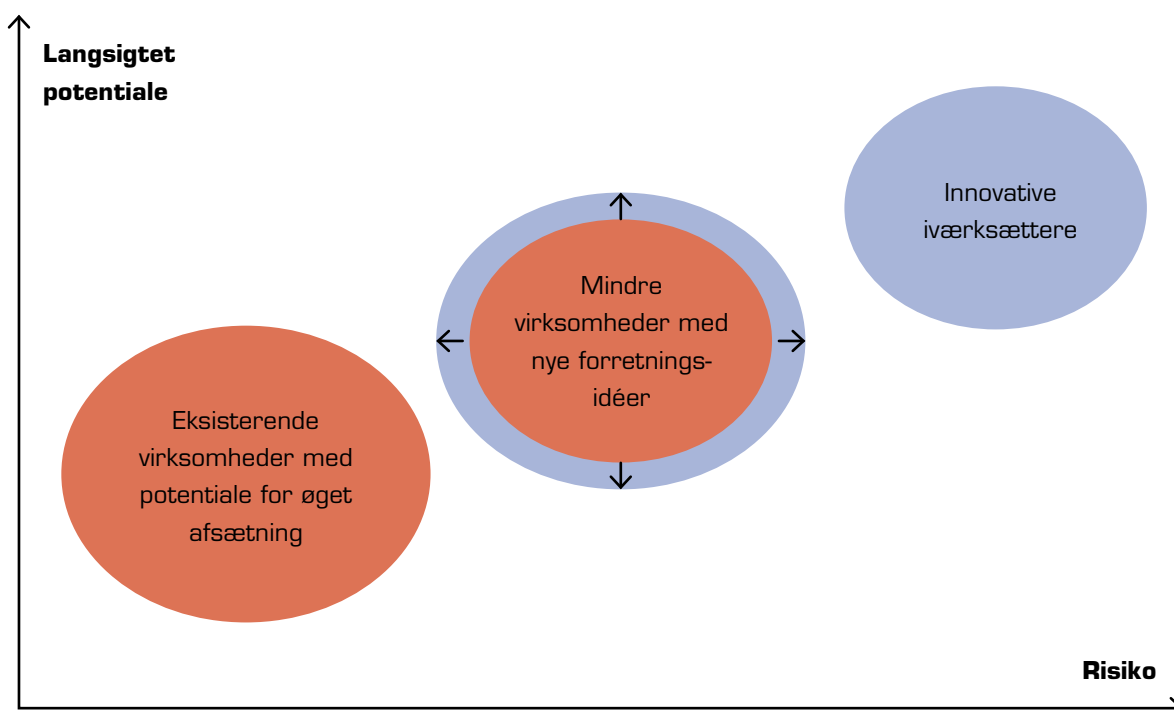 Langsigtet
potentiale
Innovative
iværksættere
Mindre
virksomheder med
nye forretnings-
idéer
Eksisterende
virksomheder med
potentiale for øget
afsætning
Risiko